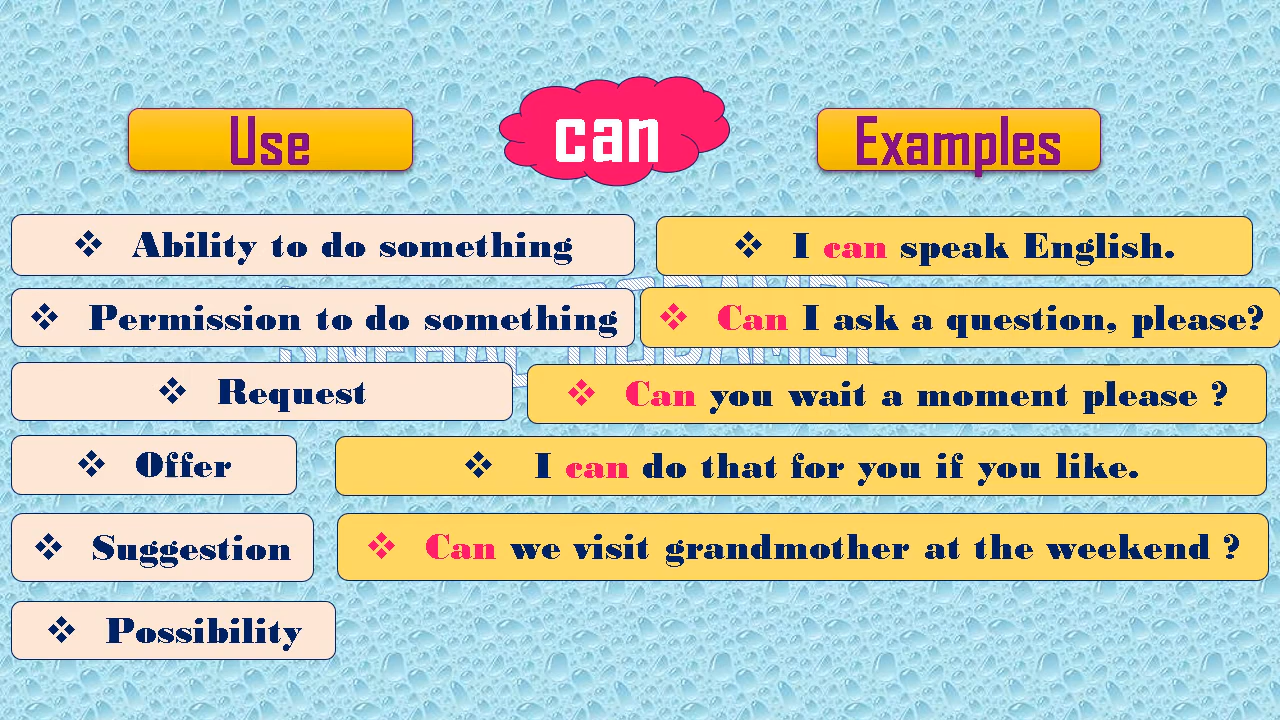 Use can Examples
❖ Ability to do something ❖ I can speak English.
❖ Permission to do something ❖ Can I ask a question, please?
❖ Request ❖ Can you wait a moment please ?
❖ Offer ❖ I can do that for you if you like.
❖ Suggestion ❖ Can we visit grandmother at the weekend ?
❖ Possibility